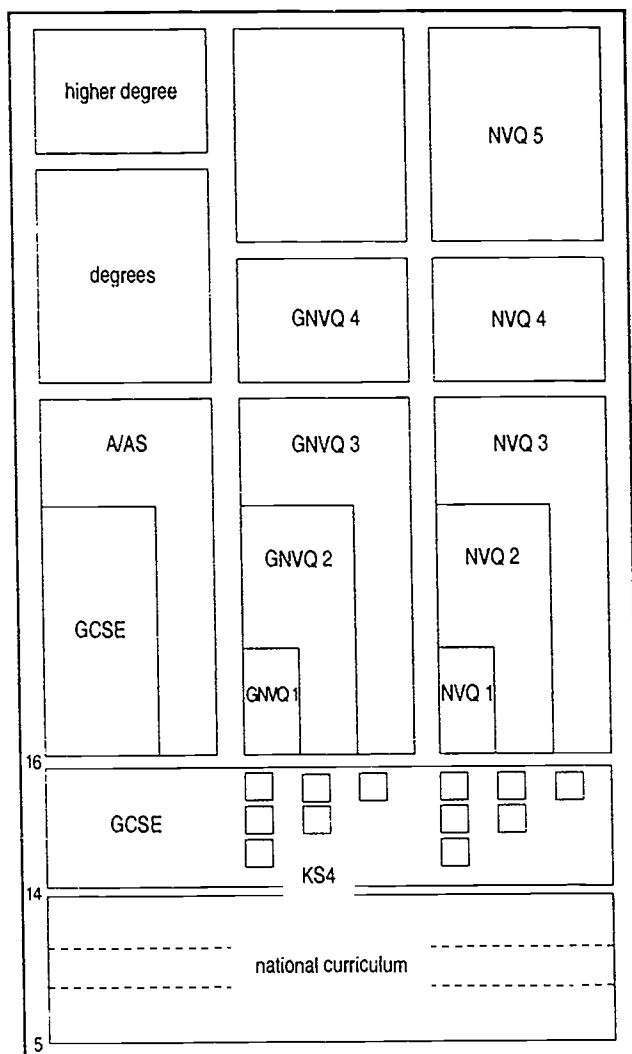 higher degree
NVQ 5
degrees
GNVQ 4
NVQ 4
A/AS
GNVQ 3
NVQ 3
GNVQ 2
NVQ 2
GCSE
GNVQ 1
NVQ 1
16
GCSE
KS4
14
national curriculum
5